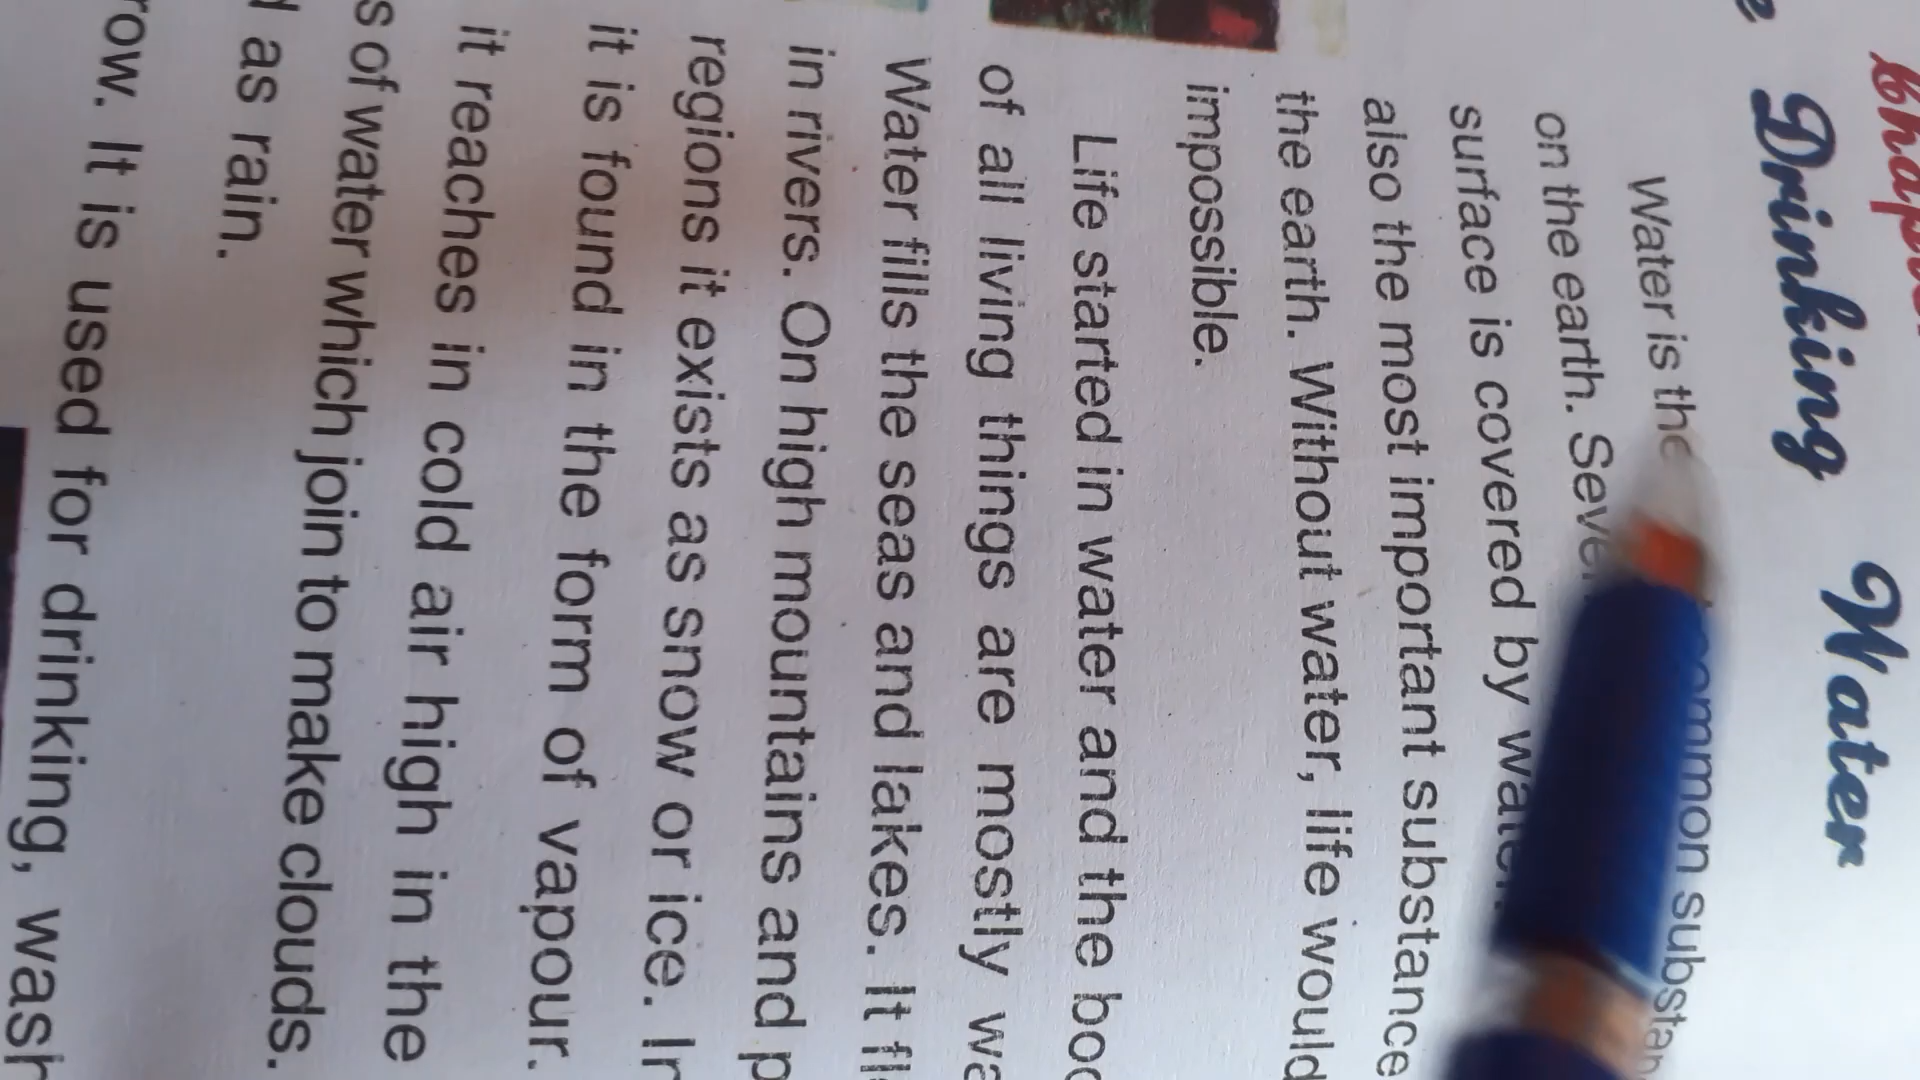 Drinking Water
Water is the common substan
on the earth. Seve
surface is covered by water.
also the most important substance
the earth. Without water, life would
impossible.
Life started in water and the bod
of all living things are mostly wa
Water fills the seas and lakes. It fl
in rivers. On high mountains and p
regions it exists as snow or ice. In
it is found in the form of vapour.
it reaches in cold air high in the
s of water which join to make clouds.
as rain.
row. It is used for drinking, wash